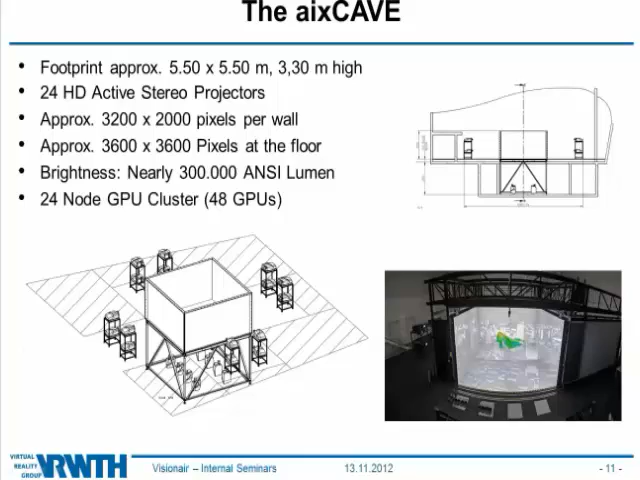 The aixCAVE
• Footprint approx. 5.50 x 5.50 m, 3,30 m high
• 24 HD Active Stereo Projectors
• Approx. 3200 x 2000 pixels per wall
• Approx. 3600 x 3600 Pixels at the floor
• Brightness: Nearly 300.000 ANSI Lumen
• 24 Node GPU Cluster (48 GPUs)
VIRTUAL
REALITY
GROUP
RWTH
Visionair – Internal Seminars
13.11.2012
- 11 -